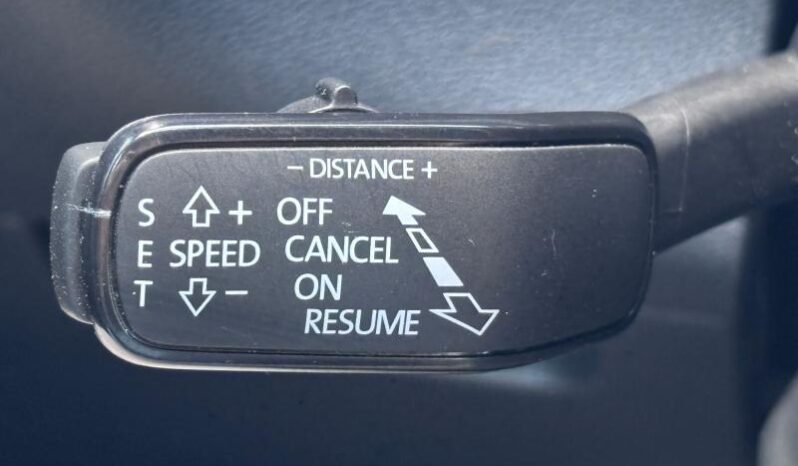 − DISTANCE +
S + OFF
E SPEED CANCEL
T − ON
RESUME